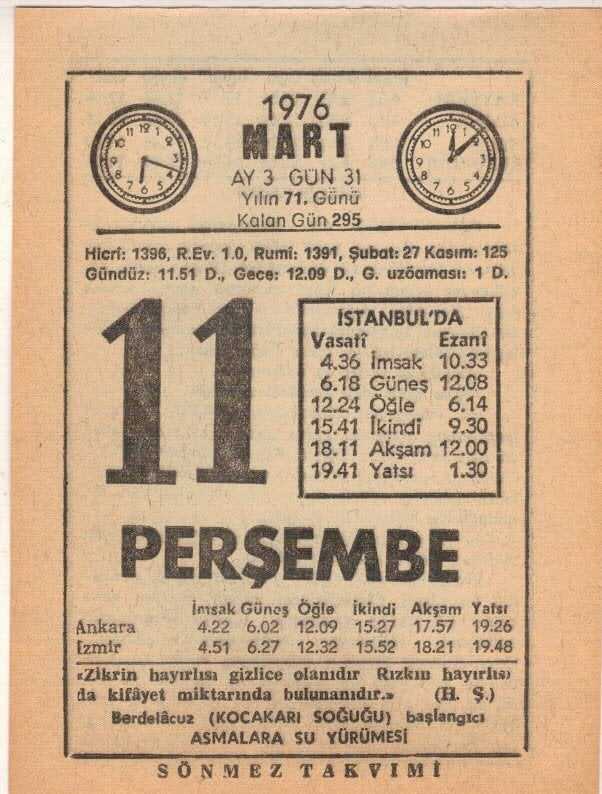 1976
MART
AY 3 GÜN 31
Yılın 71. Günü
Kalan Gün 295
Hicrî: 1396, R.Ev. 10, Rumî: 1391, Şubat: 27 Kasım: 125
Gündüz: 11.51 D., Gece: 12.09 D., G. uzöaması: 1 D.
11
İSTANBUL'DA
Vasatî Ezanî
4.36 İmsak 10.33
6.18 Güneş 12.08
12.24 Öğle 6.14
15.41 İkindi 9.30
18.11 Akşam 12.00
19.41 Yatsı 1.30
PERŞEMBE
İmsak Güneş Öğle İkindi Akşam Yatsı
Ankara 4.22 6.02 12.09 15.27 17.57 19.26
İzmir 4.51 6.27 12.32 15.52 18.21 19.48
«Zikrin hayırlısı gizlice olanıdır Rızkın hayırlısı
da kifâyet miktarında bulunanıdır.» (H. Ş.)
Berdelâcuz (KOCAKARI SOĞUĞU) başlangıcı
ASMALARA SU YÜRÜMESİ
SÖNMEZ TAKVİMİ